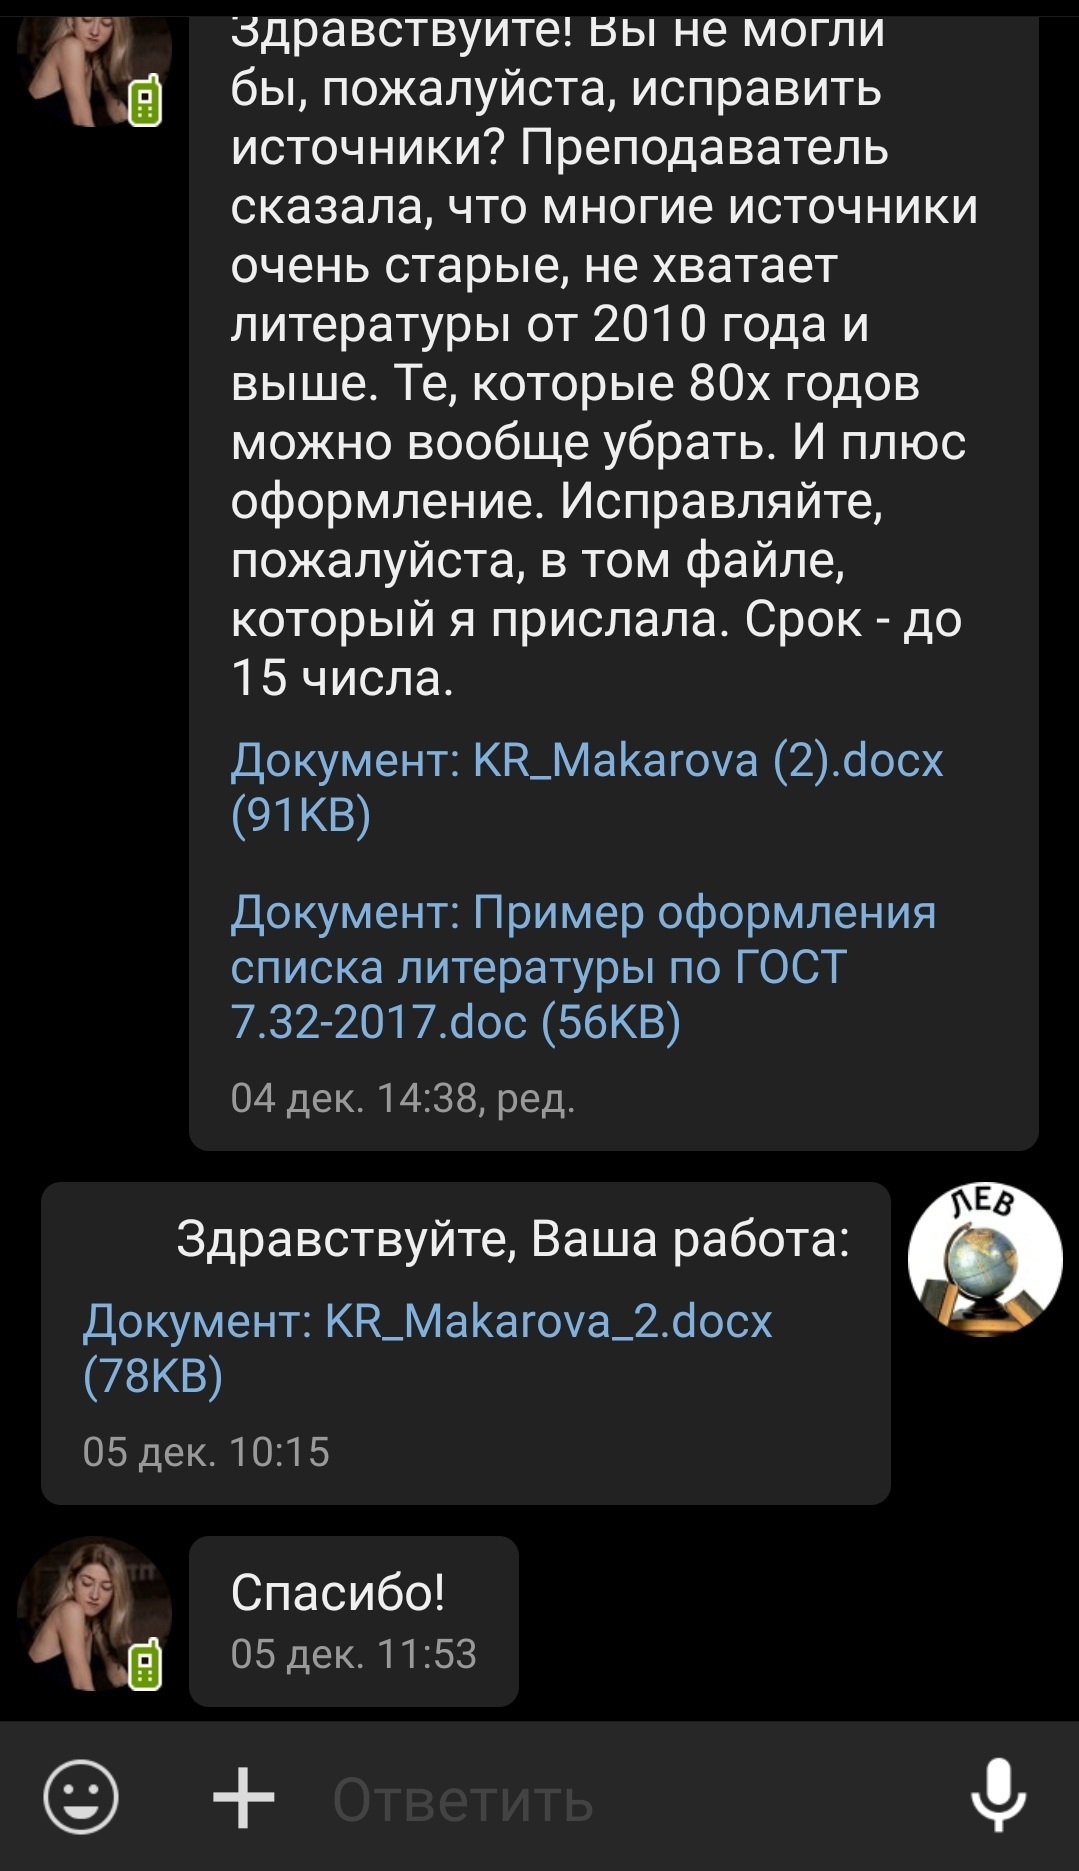 Здравствуйте! Вы не могли
бы, пожалуйста, исправить
источники? Преподаватель
сказала, что многие источники
очень старые, не хватает
литературы от 2010 года и
выше. Те, которые 80х годов
можно вообще убрать. И плюс
оформление. Исправляйте,
пожалуйста, в том файле,
который я прислала. Срок - до
15 числа.
Документ: KR_Makarova (2).docx
(91KB)
Документ: Пример оформления
списка литературы по ГОСТ
7.32-2017.doc (56KB)
04 дек. 14:38, ред.
ЛЕВ
Здравствуйте, Ваша работа:
Документ: KR_Makarova_2.docx
(78KB)
05 дек. 10:15
Спасибо!
05 дек. 11:53
Ответить